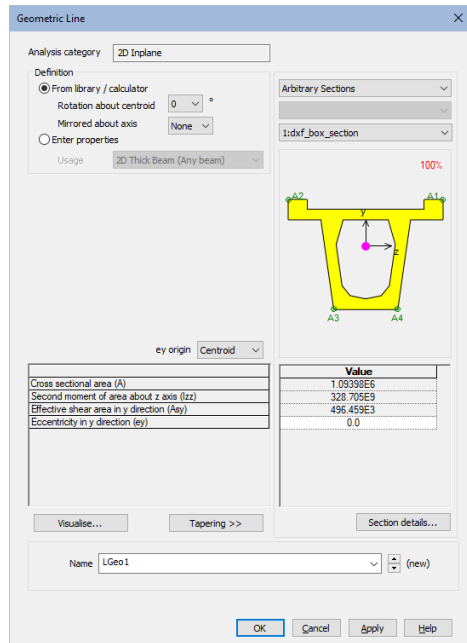 Geometric Line
Analysis category 2D Inplane
Definition
From library / calculator
Rotation about centroid 0 °
Mirrored about axis None
Enter properties
Usage 2D Thick Beam (Any beam)
Arbitrary Sections
1:dxf_box_section
100%
A2 A1
y
z
A3 A4
ey origin Centroid
Value
Cross sectional area (A) 1.09398E6
Second moment of area about z axis (Izz) 328.705E9
Effective shear area in y direction (Asy) 496.459E3
Eccentricity in y direction (ey) 0.0
Visualise... Tapering >> Section details...
Name LGeo1 (new)
OK Cancel Apply Help